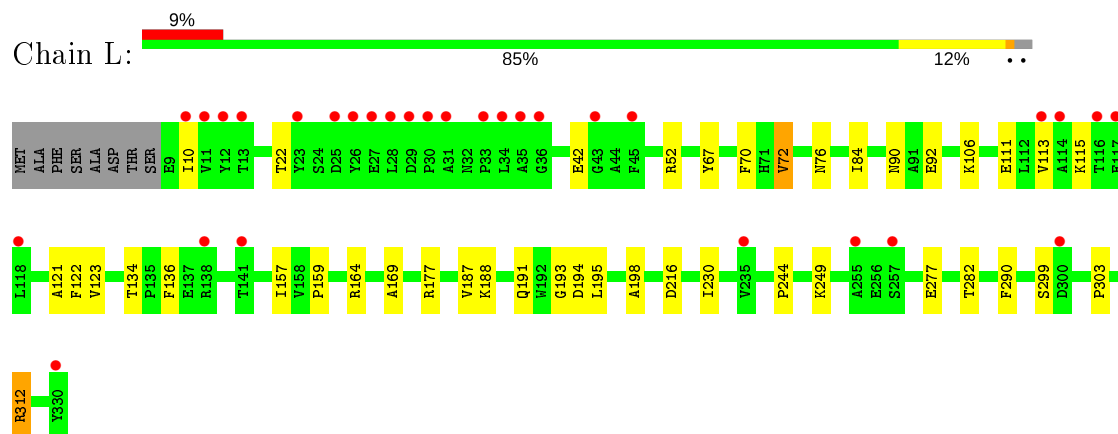 9%
Chain L:
85% 12% • •
MET ALA PHE SER ALA ASP THR SER E9 I10 V11 Y12 T13 T22 Y23 S24 D25 Y26 E27 L28 D29 P30 A31 N32 P33 L34 A35 G36 E42 G43 A44 F45 R52 Y67 F70 H71 V72 N76 I84 N90 A91 E92 K106 E111 L112 V113 A114 K115 T116 E117
L118 A121 F122 V123 T134 P135 F136 E137 R138 T141 I157 V158 P159 R164 A169 R177 V187 K188 Q191 W192 G193 D194 L195 A198 D216 I230 V235 P244 K249 A255 E256 S257 E277 T282 F290 S299 D300 P303
R312 Y330